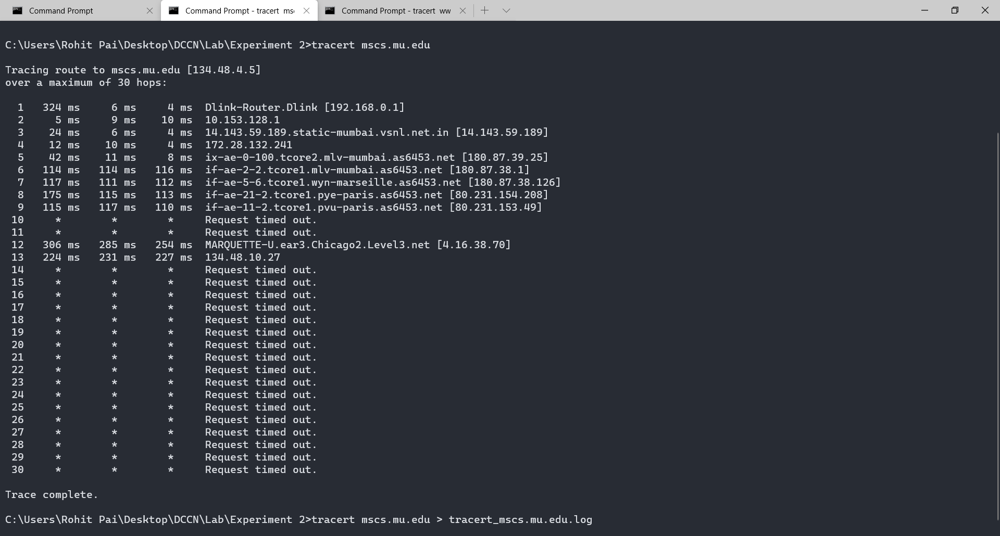 Command Prompt
Command Prompt - tracert ms
Command Prompt - tracert ww
C:\Users\Rohit Pai\Desktop\DCCN\Lab\Experiment 2>tracert mscs.mu.edu
Tracing route to mscs.mu.edu [134.48.4.5]
over a maximum of 30 hops:
1 324 ms 6 ms 4 ms Dlink-Router.Dlink [192.168.0.1]
2 5 ms 9 ms 10 ms 10.153.128.1
3 24 ms 6 ms 4 ms 14.143.59.189.static-mumbai.vsnl.net.in [14.143.59.189]
4 12 ms 10 ms 4 ms 172.28.132.241
5 42 ms 11 ms 8 ms ix-ae-0-100.tcore2.mlv-mumbai.as6453.net [180.87.39.25]
6 114 ms 114 ms 116 ms if-ae-2-2.tcore1.mlv-mumbai.as6453.net [180.87.38.1]
7 117 ms 111 ms 112 ms if-ae-5-6.tcore1.wyn-marseille.as6453.net [180.87.38.126]
8 175 ms 115 ms 113 ms if-ae-21-2.tcore1.pye-paris.as6453.net [80.231.154.208]
9 115 ms 117 ms 110 ms if-ae-11-2.tcore1.pvu-paris.as6453.net [80.231.153.49]
10 * * * Request timed out.
11 * * * Request timed out.
12 306 ms 285 ms 254 ms MARQUETTE-U.ear3.Chicago2.Level3.net [4.16.38.70]
13 224 ms 231 ms 227 ms 134.48.10.27
14 * * * Request timed out.
15 * * * Request timed out.
16 * * * Request timed out.
17 * * * Request timed out.
18 * * * Request timed out.
19 * * * Request timed out.
20 * * * Request timed out.
21 * * * Request timed out.
22 * * * Request timed out.
23 * * * Request timed out.
24 * * * Request timed out.
25 * * * Request timed out.
26 * * * Request timed out.
27 * * * Request timed out.
28 * * * Request timed out.
29 * * * Request timed out.
30 * * * Request timed out.
Trace complete.
C:\Users\Rohit Pai\Desktop\DCCN\Lab\Experiment 2>tracert mscs.mu.edu > tracert_mscs.mu.edu.log